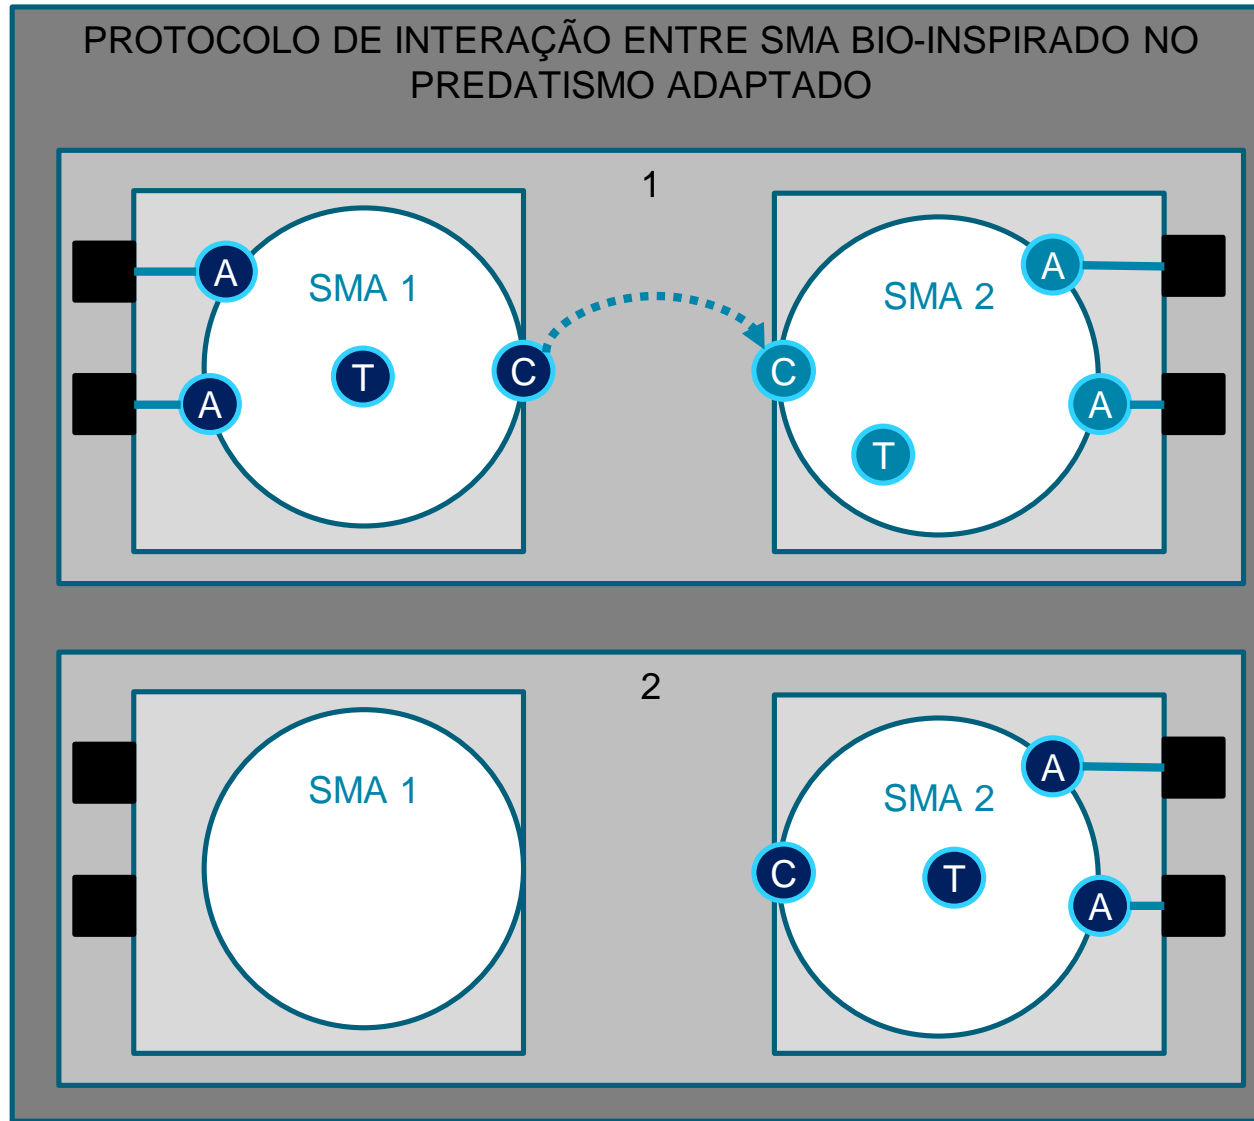 PROTOCOLO DE INTERAÇÃO ENTRE SMA BIO-INSPIRADO NO
PREDATISMO ADAPTADO
1
A
SMA 1
T
A
C
A
SMA 2
C
A
T
2
SMA 1
A
SMA 2
C
T
A